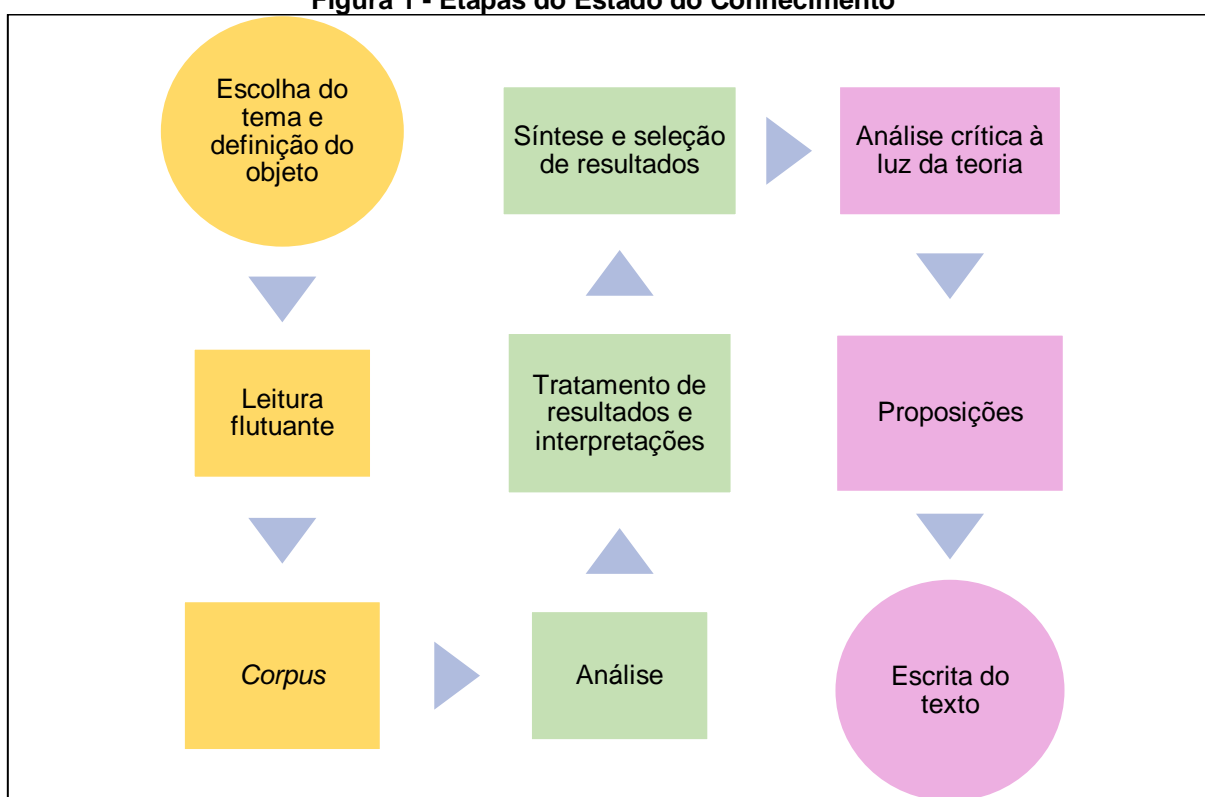 Figura 1 - Etapas do Estado do Conhecimento
Escolha do
tema e
definição do
objeto
Leitura
flutuante
Corpus
Análise
Tratamento de
resultados e
interpretações
Síntese e seleção
de resultados
Análise crítica à
luz da teoria
Proposições
Escrita do
texto